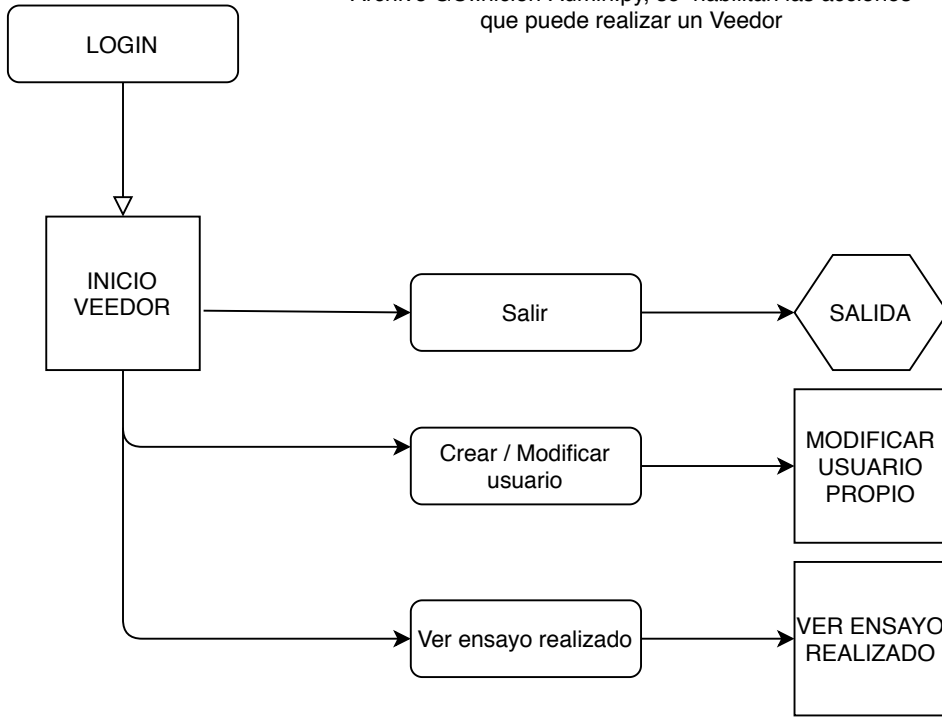 que puede realizar un Veedor
LOGIN
INICIO
VEEDOR
Salir
SALIDA
Crear / Modificar
usuario
MODIFICAR
USUARIO
PROPIO
Ver ensayo realizado
VER ENSAYO
REALIZADO